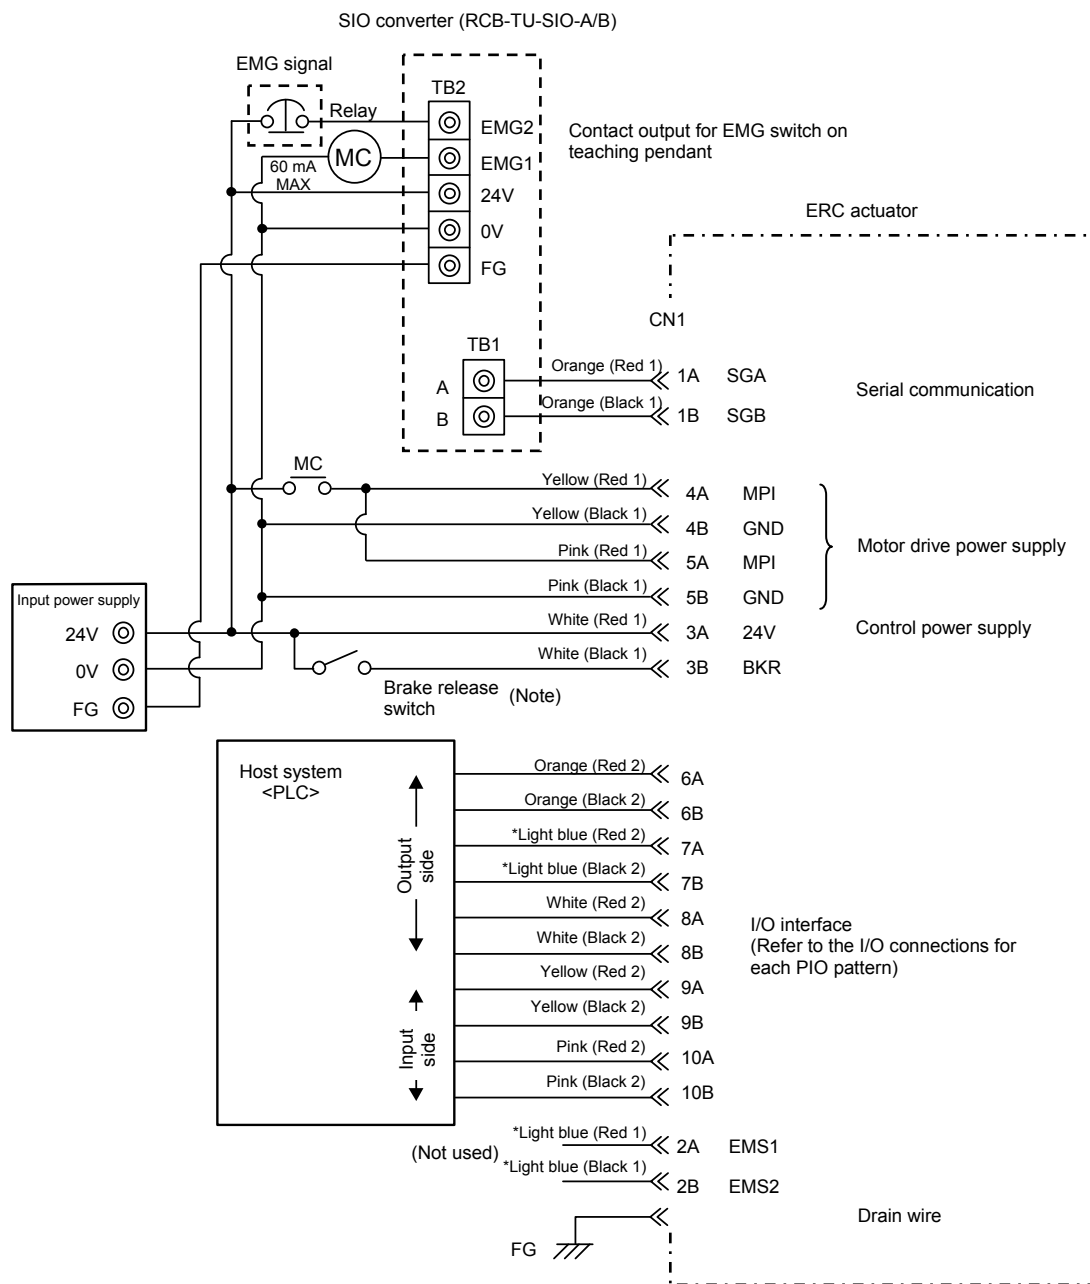 SIO converter (RCB-TU-SIO-A/B)
EMG signal
TB2
Relay
EMG2
Contact output for EMG switch on
teaching pendant
MC
EMG1
60 mA
MAX
24V
0V
FG
ERC actuator
CN1
TB1
A
Orange (Red 1)
1A SGA
Serial communication
B
Orange (Black 1)
1B SGB
MC
Yellow (Red 1)
4A MPI
Yellow (Black 1)
4B GND
Motor drive power supply
Pink (Red 1)
5A MPI
Pink (Black 1)
5B GND
Input power supply
24V
0V
FG
White (Red 1)
3A 24V
Control power supply
White (Black 1)
3B BKR
Brake release
switch
(Note)
Host system
<PLC>
Output
side
Input
side
Orange (Red 2)
6A
Orange (Black 2)
6B
*Light blue (Red 2)
7A
*Light blue (Black 2)
7B
White (Red 2)
8A
White (Black 2)
8B
Yellow (Red 2)
9A
Yellow (Black 2)
9B
Pink (Red 2)
10A
Pink (Black 2)
10B
I/O interface
(Refer to the I/O connections for
each PIO pattern)
(Not used)
*Light blue (Red 1)
2A EMS1
*Light blue (Black 1)
2B EMS2
Drain wire
FG